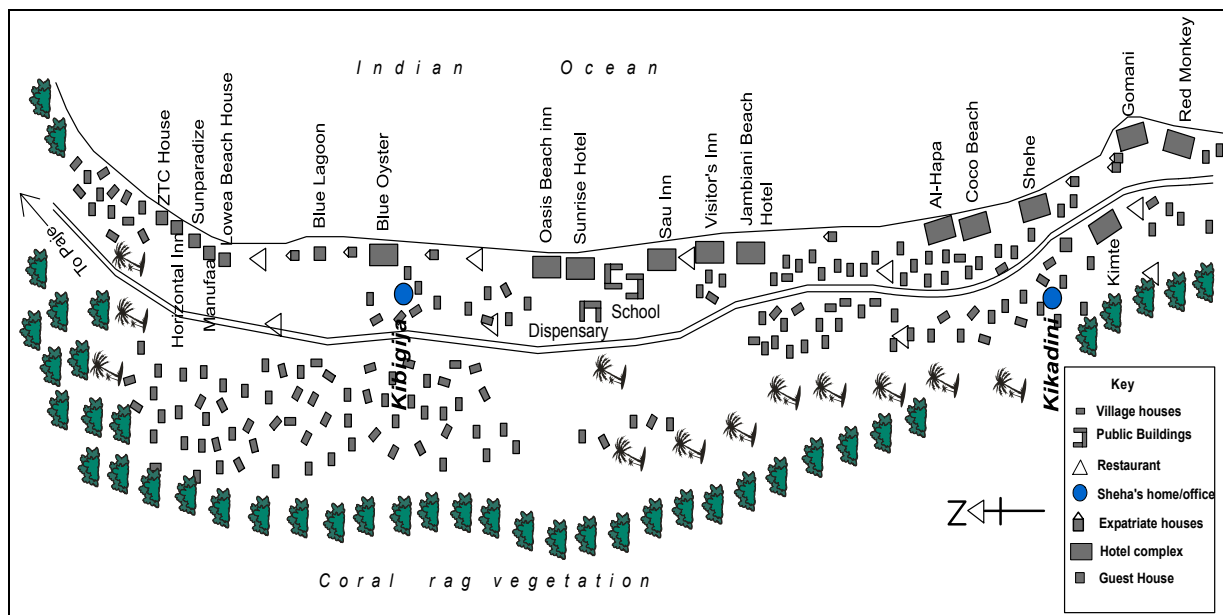 Indian Ocean
To Paje
ZTC House
Horizontal Inn
Sunparadize
Manufaa
Lowea Beach House
Blue Lagoon
Blue Oyster
Oasis Beach inn
Sunrise Hotel
Sau Inn
Visitor's Inn
Jambiani Beach
Hotel
Al-Hapa
Coco Beach
Shehe
Gomani
Red Monkey
Kimte
School
Dispensary
Kibigija
Kikadini
Coral rag vegetation
N
Key
Village houses
Public Buildings
Restaurant
Sheha's home/office
Expatriate houses
Hotel complex
Guest House